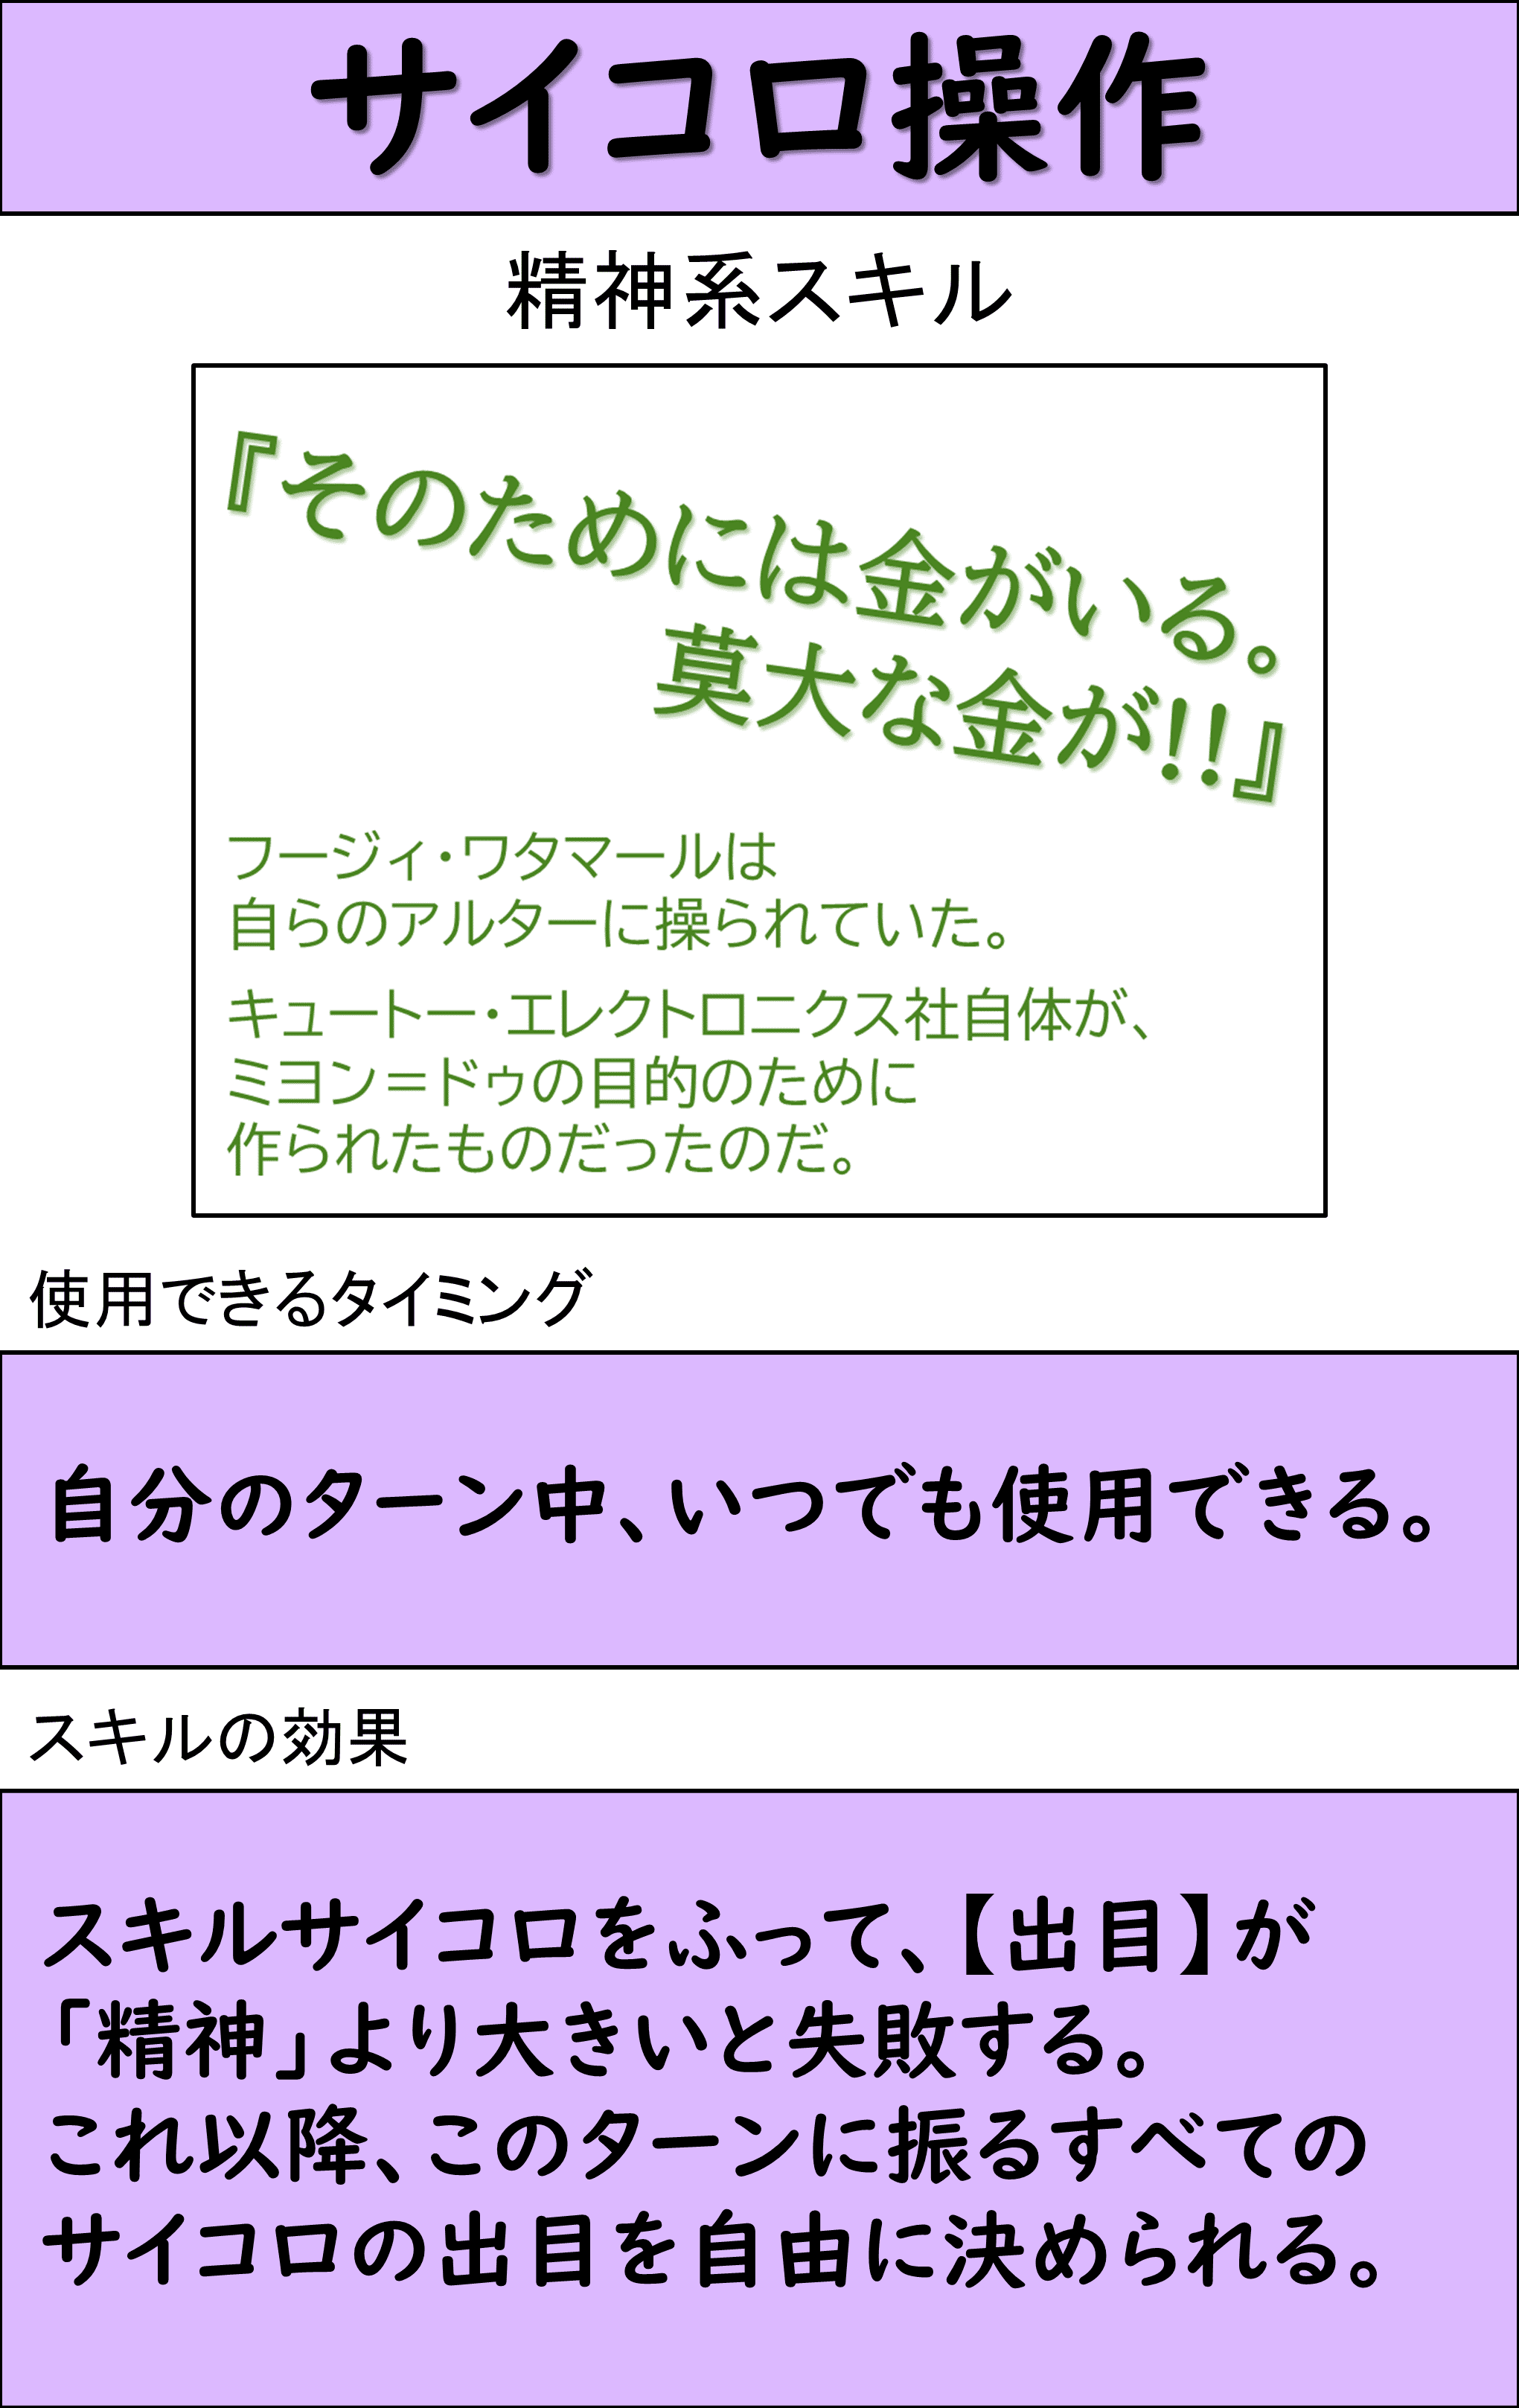 サイコロ操作
精神系スキル
『そのためには金がいる。
莫大な金が!!』
フージィ・ワタマールは
自らのアルターに操られていた。
キュートー・エレクトロニクス社自体が、
ミヨン＝ドゥの目的のために
作られたものだったのだ。
使用できるタイミング
自分のターン中、いつでも使用できる。
スキルの効果
スキルサイコロをふって、【出目】が
「精神」より大きいと失敗する。
これ以降、このターンに振るすべての
サイコロの出目を自由に決められる。